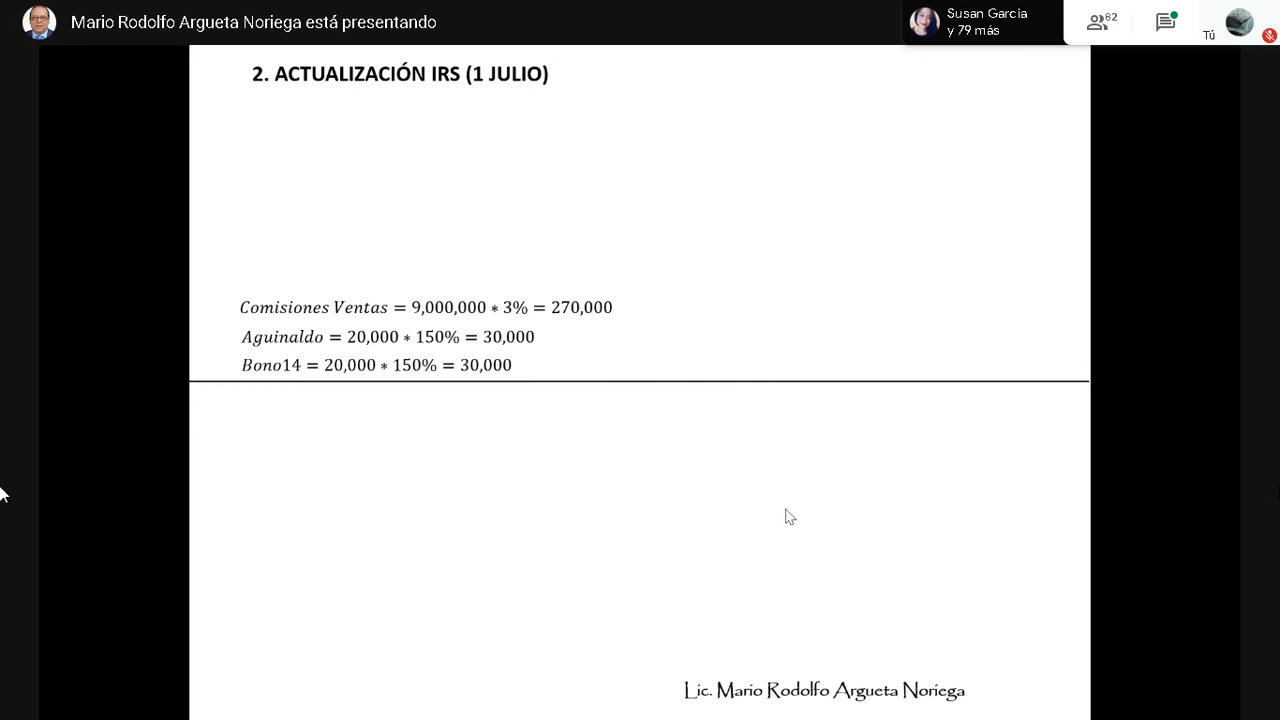 Mario Rodolfo Argueta Noriega está presentando
Susan Garcia
y 79 más
82
Tú
2. ACTUALIZACIÓN IRS (1 JULIO)
Comisiones Ventas = 9,000,000 ∗ 3% = 270,000
Aguinaldo = 20,000 ∗ 150% = 30,000
Bono14 = 20,000 ∗ 150% = 30,000
Lic. Mario Rodolfo Argueta Noriega